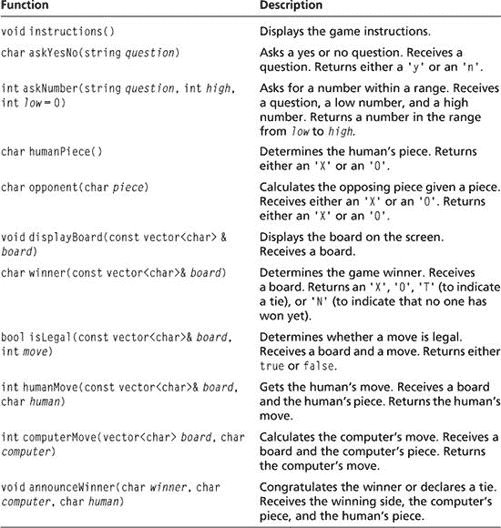 Function Description
void instructions() Displays the game instructions.
char askYesNo(string question) Asks a yes or no question. Receives a
question. Returns either a 'y' or an 'n'.
int askNumber(string question, int high, Asks for a number within a range. Receives
int low = 0) a question, a low number, and a high
number. Returns a number in the range
from low to high.
char humanPiece() Determines the human's piece. Returns
either an 'X' or an 'O'.
char opponent(char piece) Calculates the opposing piece given a piece.
Receives either an 'X' or an 'O'. Returns
either an 'X' or an 'O'.
void displayBoard(const vector<char> & Displays the board on the screen.
board) Receives a board.
char winner(const vector<char>& board) Determines the game winner. Receives
a board. Returns an 'X', 'O', 'T' (to indicate
a tie), or 'N' (to indicate that no one has
won yet).
bool isLegal(const vector<char>& board, Determines whether a move is legal.
int move) Receives a board and a move. Returns either
true or false.
int humanMove(const vector<char>& board, Gets the human's move. Receives a board
char human) and the human's piece. Returns the human's
move.
int computerMove(vector<char> board, char Calculates the computer's move. Receives a
computer) board and the computer's piece. Returns
the computer's move.
void announceWinner(char winner, char Congratulates the winner or declares a tie.
computer, char human) Receives the winning side, the computer's
piece, and the human's piece.